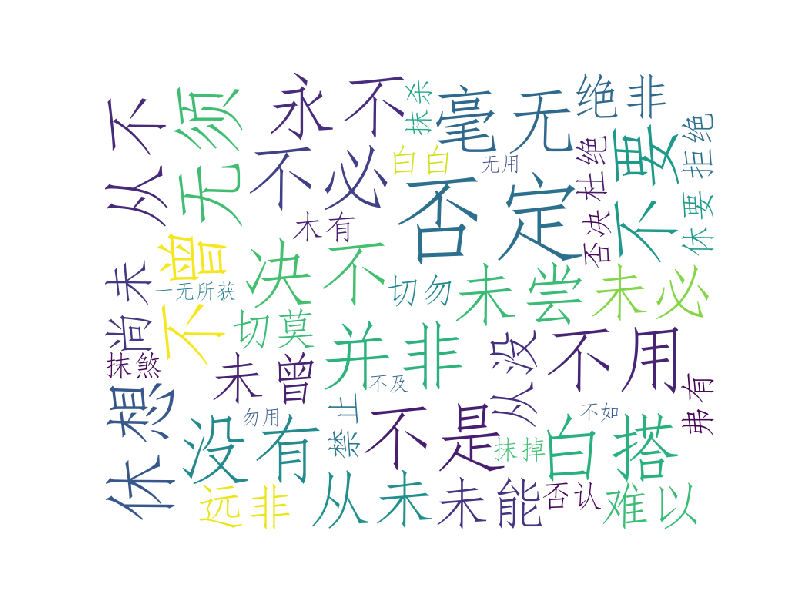 永不
抹杀
毫无
绝非
从不
无须
不必
白白
无用
杜绝
不要
拒绝
否定
木有
否决
休要
不曾
决不
切勿
未尝
未必
尚未
一无所获
切莫
抹煞
未曾
并非
从没
不用
不及
弗有
休想
没有
勿用
禁止
不是
不如
抹掉
白搭
远非
从未
未能
否认
难以